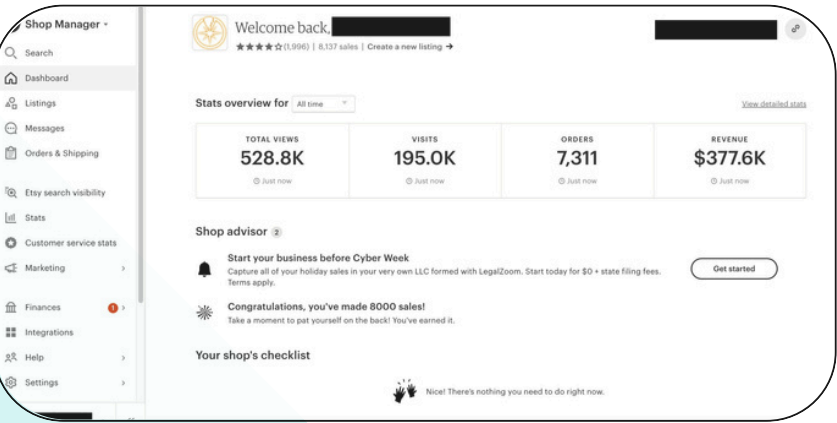 Shop Manager
Search
Dashboard
Listings
Messages
Orders & Shipping
Etsy search visibility
Stats
Customer service stats
Marketing
Finances
1
Integrations
Help
Settings
Welcome back,
(1,996) | 8,137 sales | Create a new listing →
Stats overview for All time
View detailed stats
TOTAL VIEWS
528.8K
Just now
VISITS
195.0K
Just now
ORDERS
7,311
Just now
REVENUE
$377.6K
Just now
Shop advisor 2
Start your business before Cyber Week
Capture all of your holiday sales in your very own LLC formed with LegalZoom. Start today for $0 + state filing fees.
Terms apply.
Get started
Congratulations, you've made 8000 sales!
Take a moment to pat yourself on the back! You've earned it.
Your shop's checklist
Nice! There's nothing you need to do right now.